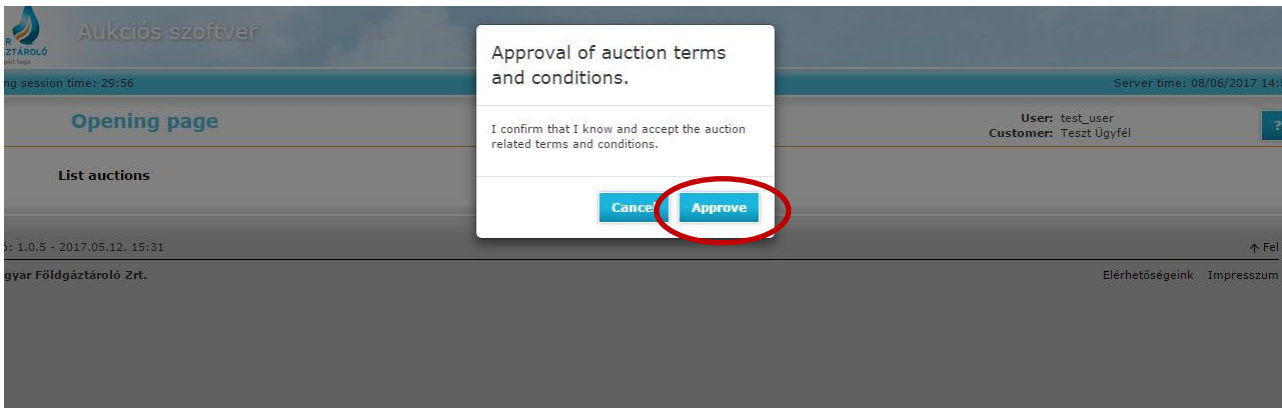 Aukciós szoftver
R
ZTÁROLÓ
ng session time: 29:56
Server time: 08/06/2017 14:
Opening page
User: test_user
Customer: Teszt Ügyfél
?
List auctions
Approval of auction terms
and conditions.
I confirm that I know and accept the auction
related terms and conditions.
Cancel
Approve
ó: 1.0.5 - 2017.05.12. 15:31
↑ Fel
gyar Földgáztároló Zrt.
Elérhetőségeink Impresszum